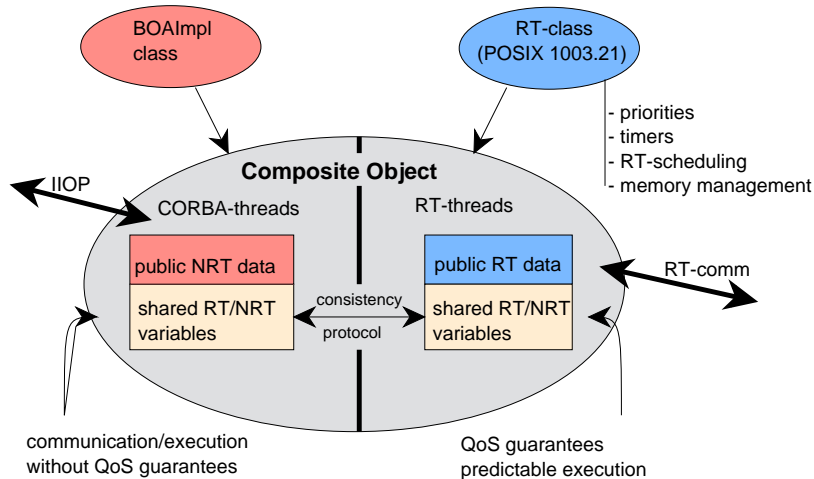 BOAImpl
class
RT-class
(POSIX 1003.21)
- priorities
- timers
- RT-scheduling
- memory management
Composite Object
IIOP
CORBA-threads
RT-threads
public NRT data
public RT data
RT-comm
shared RT/NRT
variables
consistency
protocol
shared RT/NRT
variables
communication/execution
without QoS guarantees
QoS guarantees
predictable execution